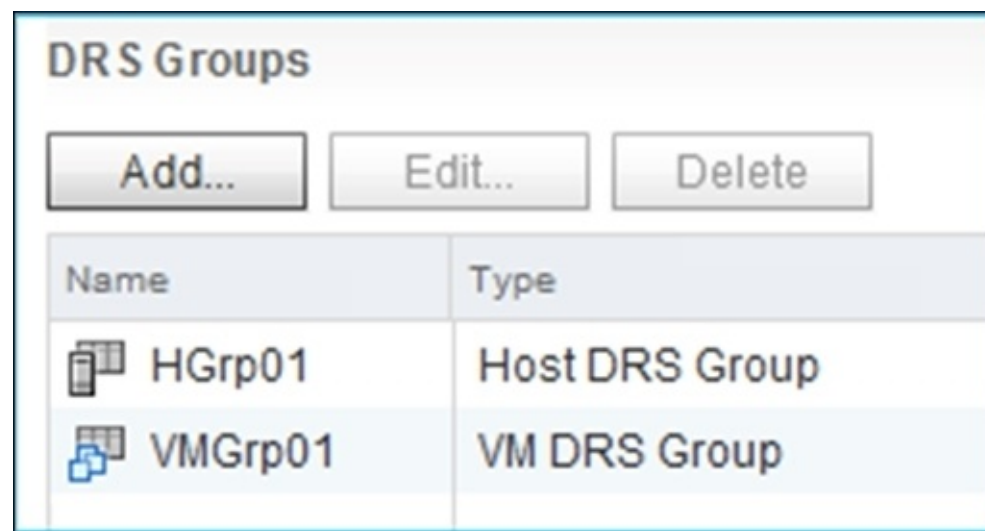 DRS Groups
Add... Edit... Delete
Name Type
HGrp01 Host DRS Group
VMGrp01 VM DRS Group